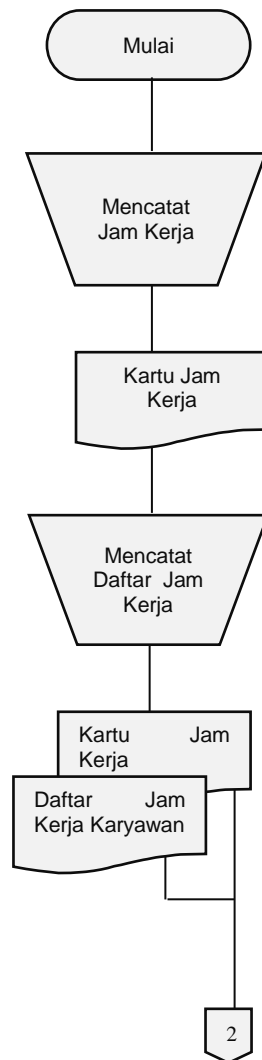 Mulai
Mencatat
Jam Kerja
Kartu Jam
Kerja
Mencatat
Daftar Jam
Kerja
Kartu Jam
Kerja
Daftar Jam
Kerja Karyawan
2